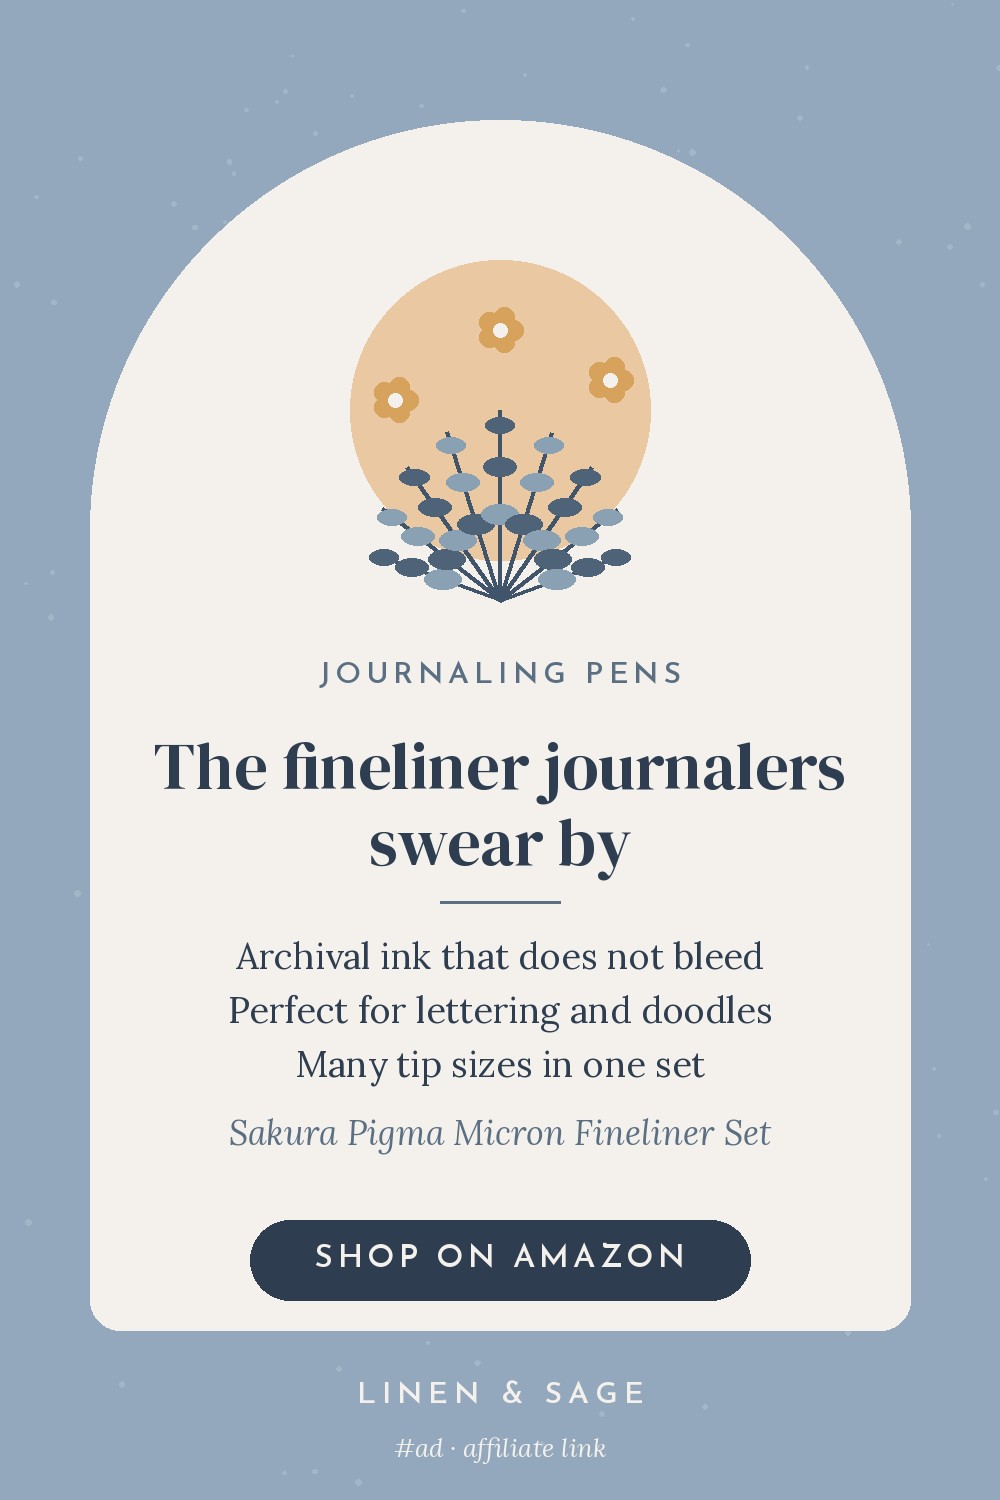 JOURNALING PENS
The fineliner journalers
swear by
Archival ink that does not bleed
Perfect for lettering and doodles
Many tip sizes in one set
Sakura Pigma Micron Fineliner Set
SHOP ON AMAZON
LINEN & SAGE
#ad · affiliate link